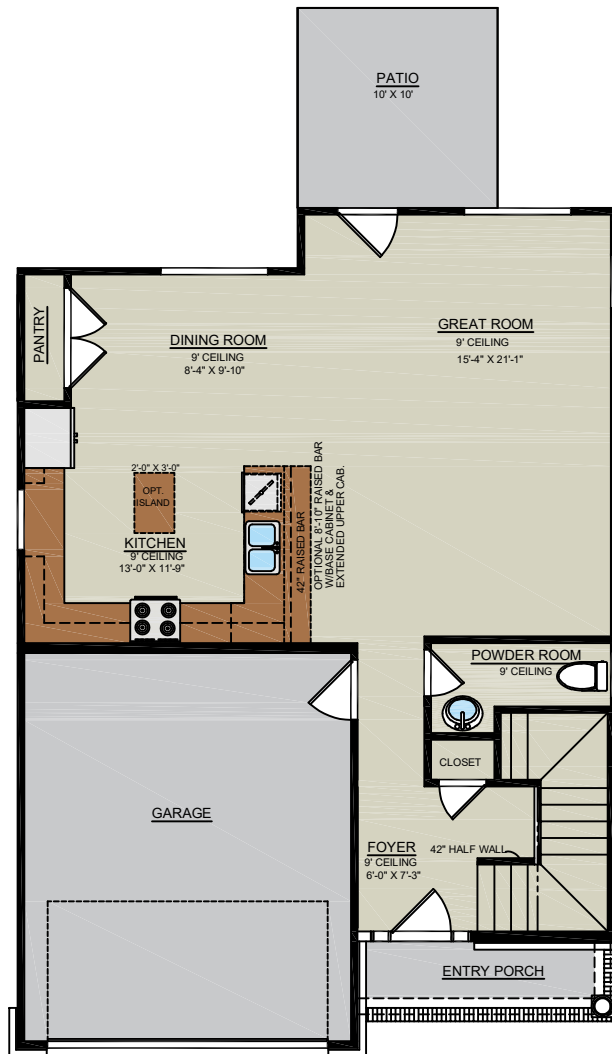 PATIO
10' X 10'
PANTRY
DINING ROOM
9' CEILING
8'-4" X 9'-10"
GREAT ROOM
9' CEILING
15'-4" X 21'-1"
2'-0" X 3'-0"
OPT.
ISLAND
KITCHEN
9' CEILING
13'-0" X 11'-9"
42" RAISED BAR
OPTIONAL 8'-10" RAISED BAR
W/BASE CABINET &
EXTENDED UPPER CAB.
POWDER ROOM
9' CEILING
CLOSET
GARAGE
FOYER
9' CEILING
6'-0" X 7'-3"
42" HALF WALL
ENTRY PORCH